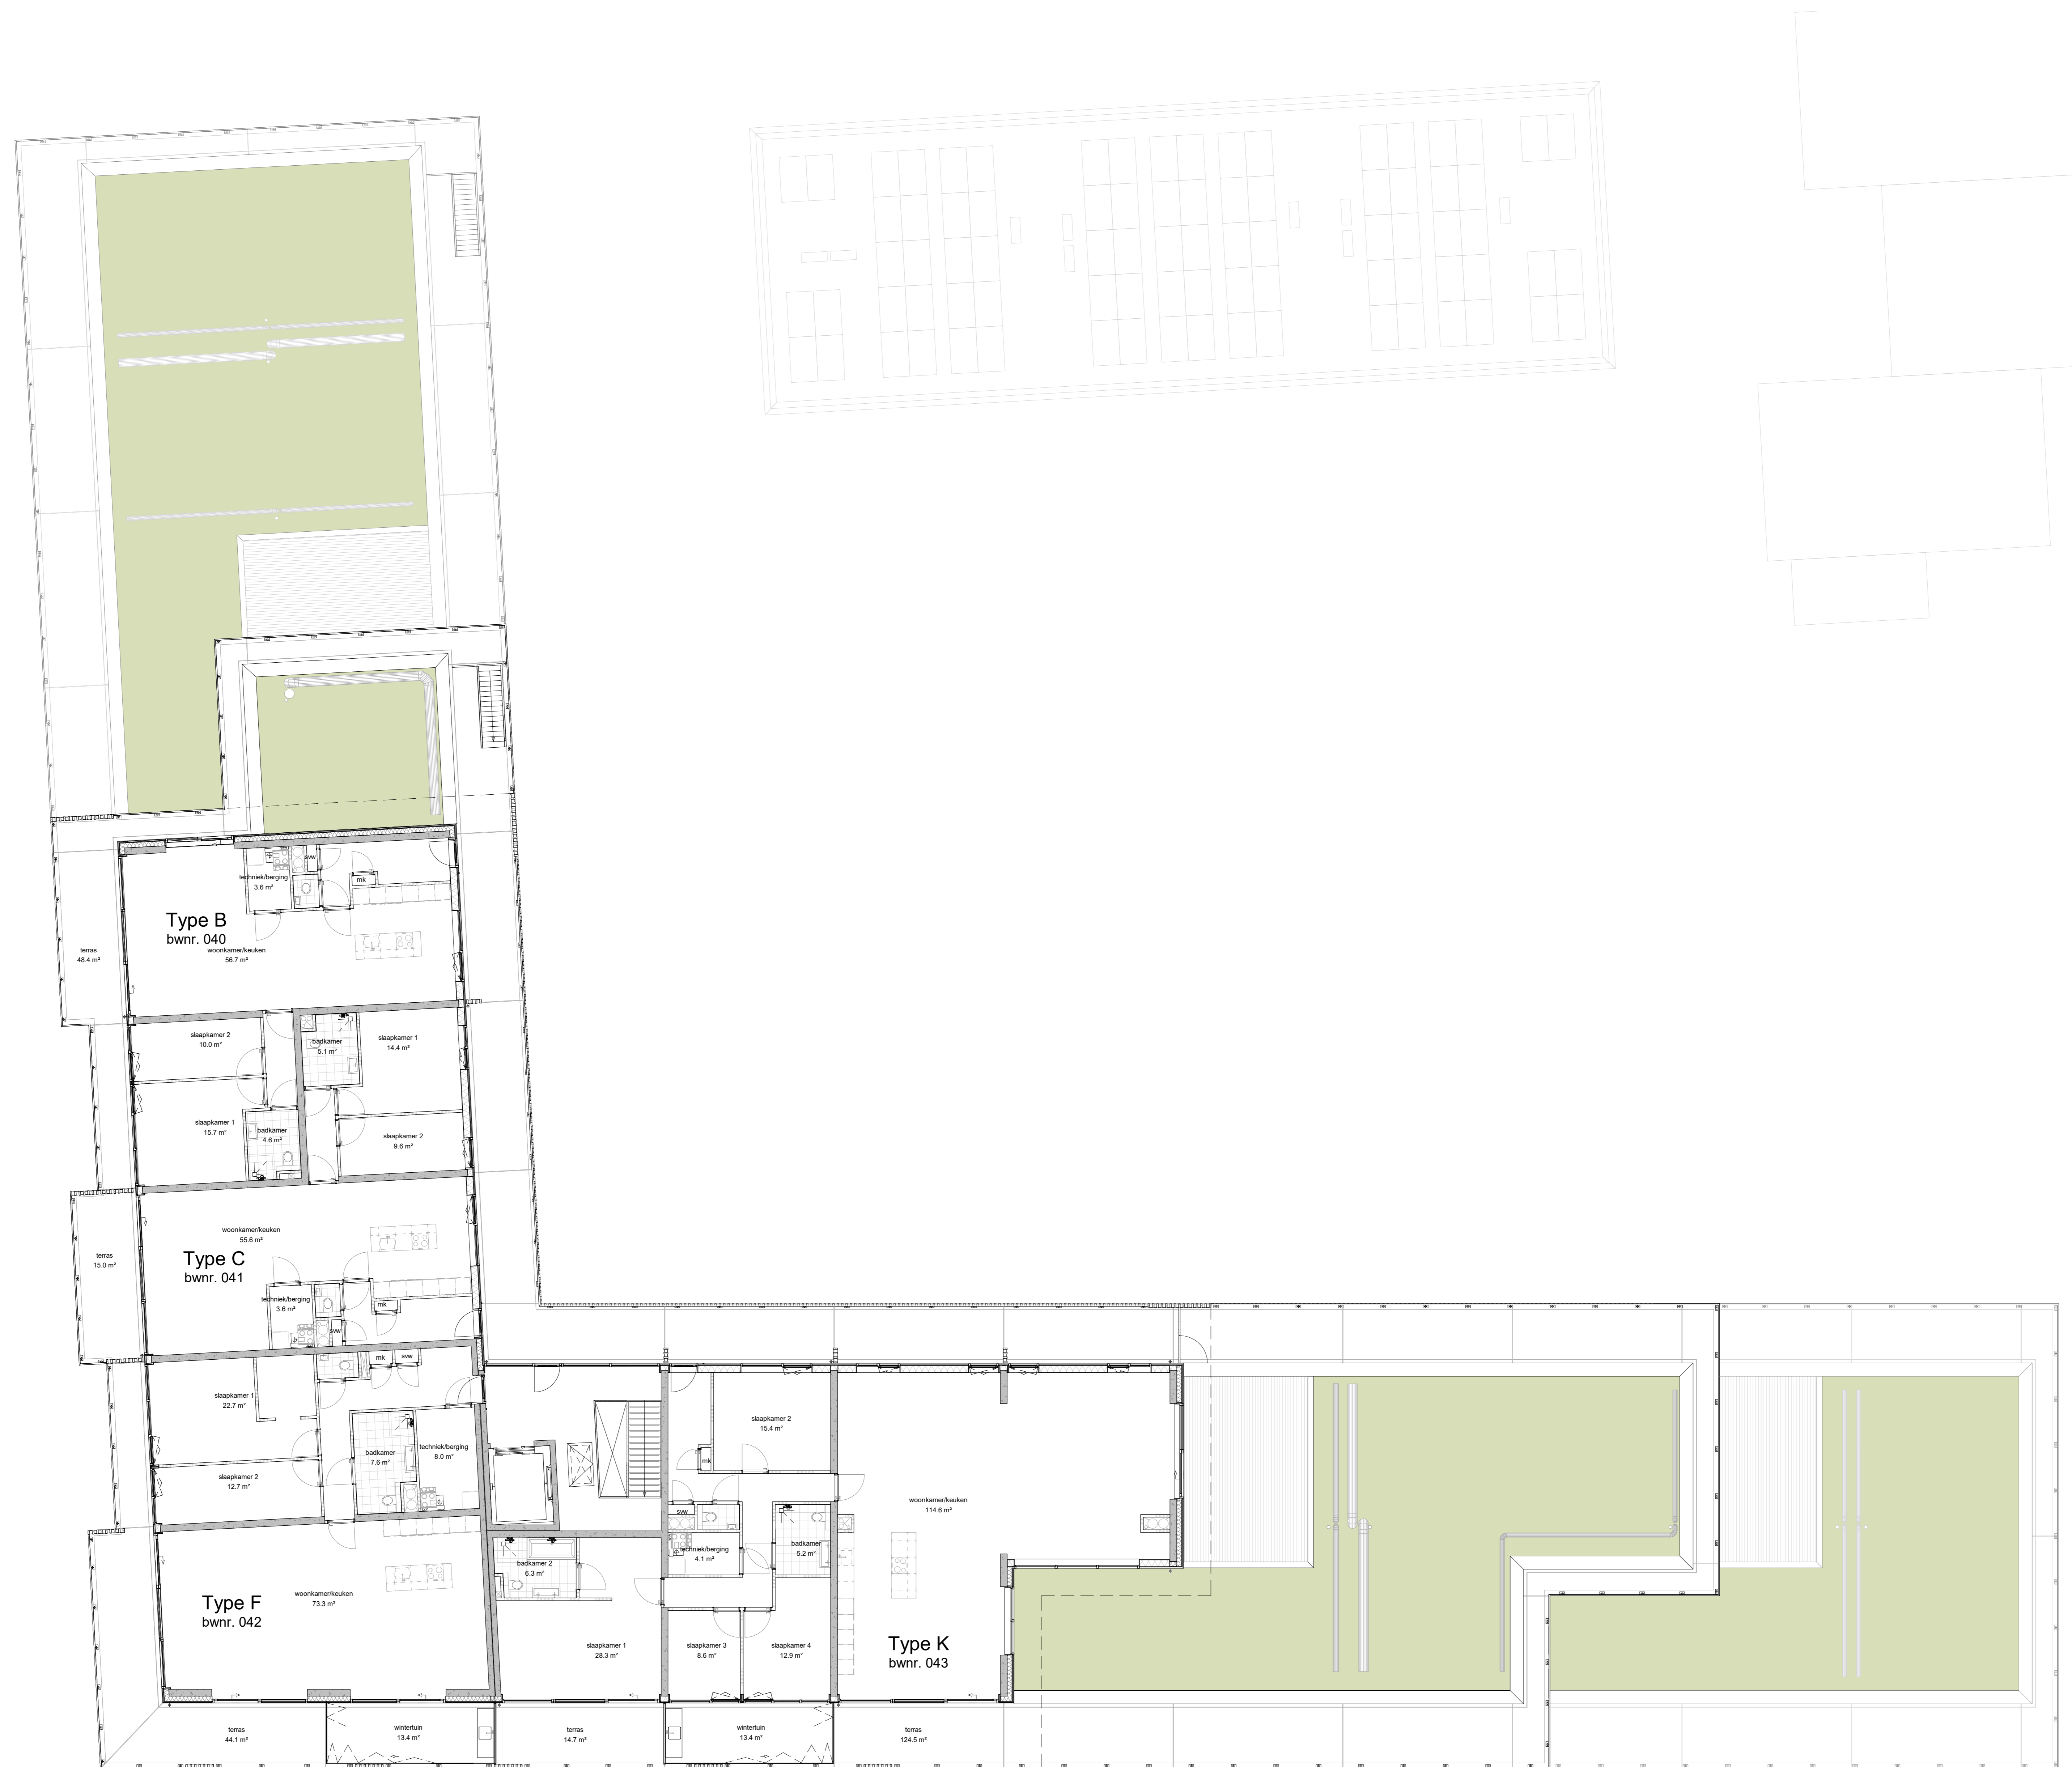 svw
techniek/berging
3.6 m²
mk
Type B
bwnr. 040
woonkamer/keuken
56.7 m²
terras
48.4 m²
slaapkamer 2
10.0 m²
badkamer
5.1 m²
slaapkamer 1
14.4 m²
slaapkamer 1
15.7 m²
badkamer
4.6 m²
slaapkamer 2
9.6 m²
woonkamer/keuken
55.6 m²
Type C
bwnr. 041
terras
15.0 m²
techniek/berging
3.6 m²
mk
svw
mk
svw
slaapkamer 1
22.7 m²
badkamer
7.6 m²
techniek/berging
8.0 m²
slaapkamer 2
12.7 m²
woonkamer/keuken
73.3 m²
Type F
bwnr. 042
slaapkamer 2
15.4 m²
mk
svw
techniek/berging
4.1 m²
badkamer
5.2 m²
badkamer 2
6.3 m²
woonkamer/keuken
114.6 m²
slaapkamer 1
28.3 m²
slaapkamer 3
8.6 m²
slaapkamer 4
12.9 m²
Type K
bwnr. 043
terras
44.1 m²
wintertuin
13.4 m²
terras
14.7 m²
wintertuin
13.4 m²
terras
124.5 m²